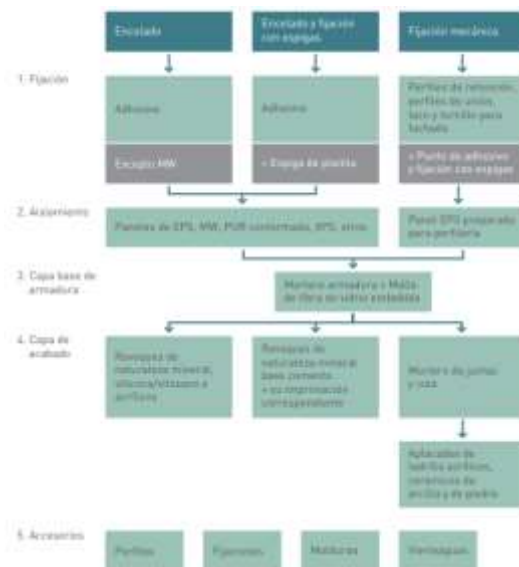 Encolado
Encolado y fijación
con espigas
Fijación mecánica
1. Fijación
Adhesivo
Adhesivo
Perfiles de retención,
perfiles de unión,
taco y tornillo para
fachada
Excepto MW
+ Espiga de plastilla
+ Punto de adhesivo
y fijación con espigas
2. Aislamiento
Paneles de EPS, MW, PUR conformado, XPS, otros
Panel EPS preparado
para perfilería
3. Capa base de
armadura
Mortero armadura + Malla
de fibra de vidrio embebida
4. Capa de
acabado
Revoques de
naturaleza mineral,
silicona/siloxano o
acrílicos
Revoques de
naturaleza mineral
base cemento
+ su imprimación
correspondiente
Mortero de juntas
y cola
Aplacados de
ladrillo acrílicos,
cerámicos de
arcilla y de piedra
5. Accesorios
Perfiles
Fijaciones
Molduras
Vierteaguas